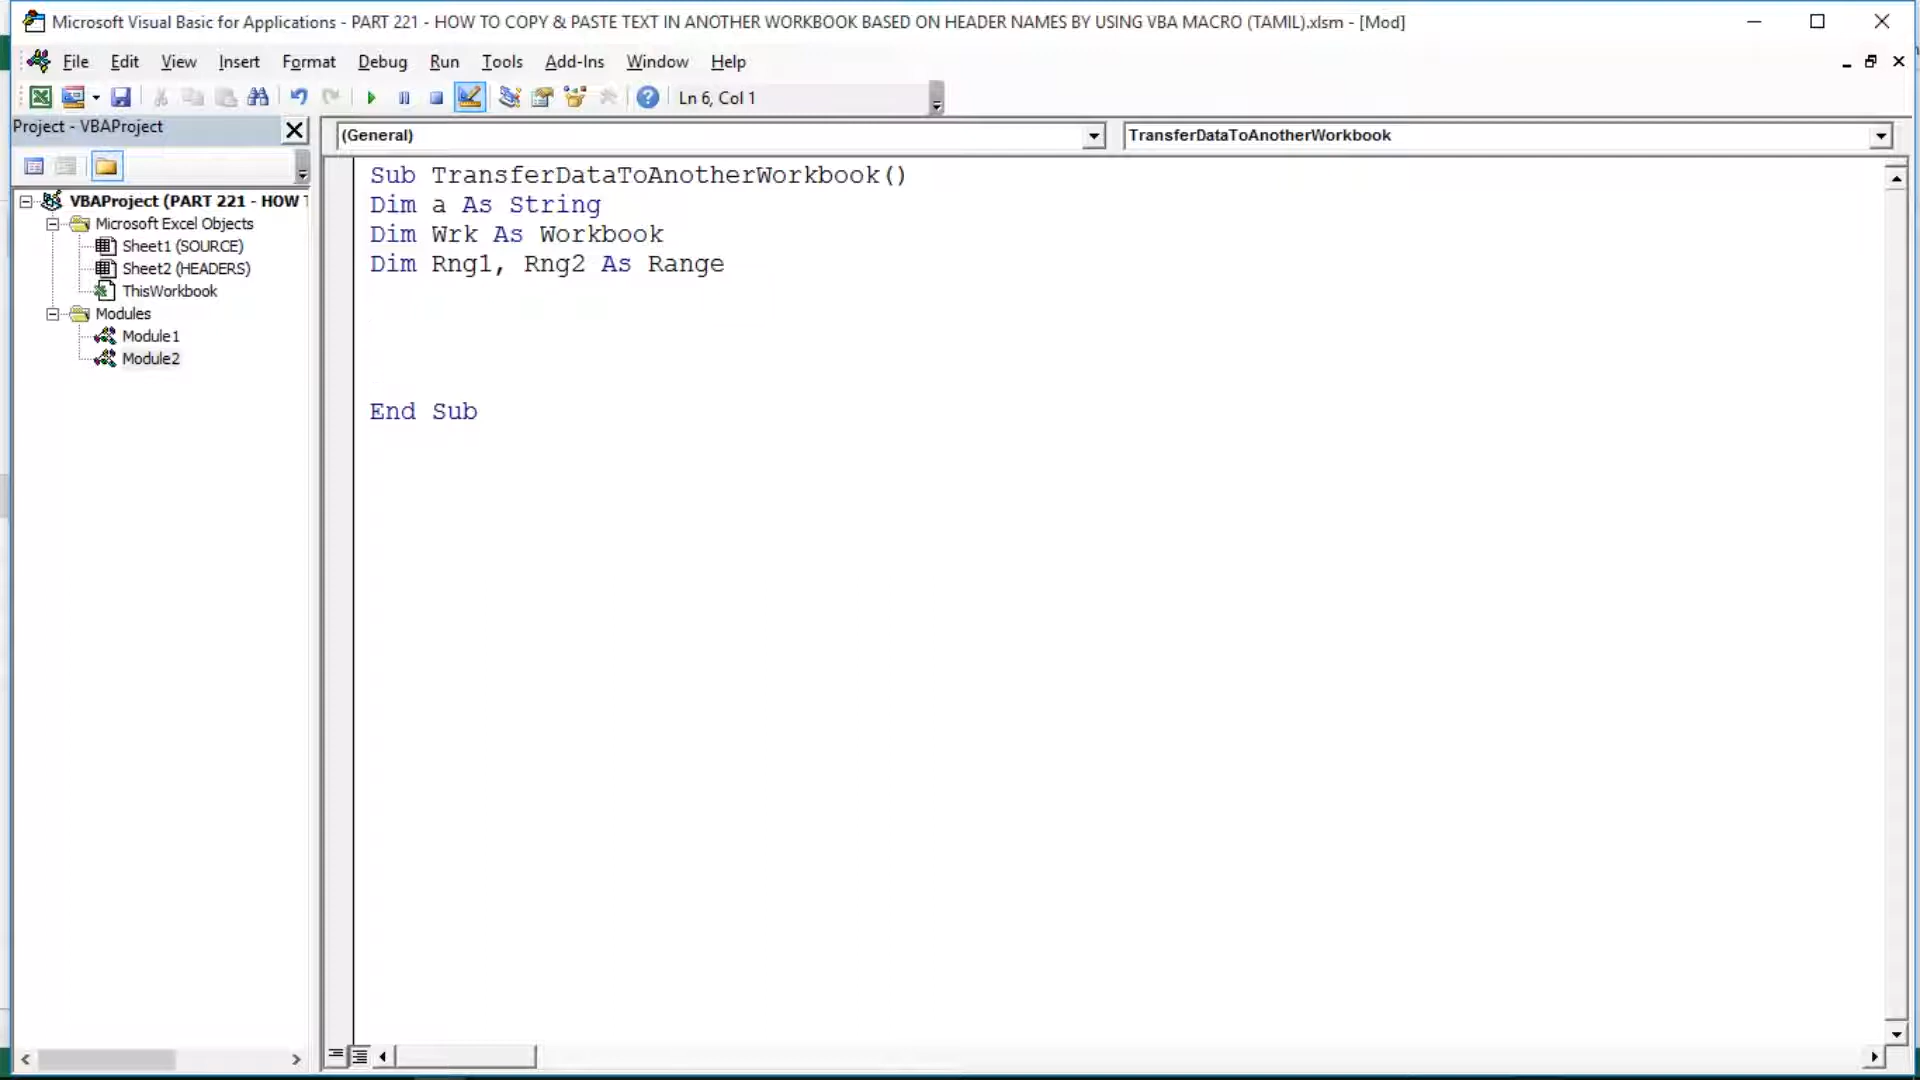 Microsoft Visual Basic for Applications - PART 221 - HOW TO COPY & PASTE TEXT IN ANOTHER WORKBOOK BASED ON HEADER NAMES BY USING VBA MACRO (TAMIL).xlsm - [Mod]
File Edit View Insert Format Debug Run Tools Add-Ins Window Help
Ln 6, Col 1
Project - VBAProject
(General)
TransferDataToAnotherWorkbook
VBAProject (PART 221 - HOW
Microsoft Excel Objects
Sheet1 (SOURCE)
Sheet2 (HEADERS)
ThisWorkbook
Modules
Module1
Module2
Sub TransferDataToAnotherWorkbook()
Dim a As String
Dim Wrk As Workbook
Dim Rng1, Rng2 As Range
End Sub